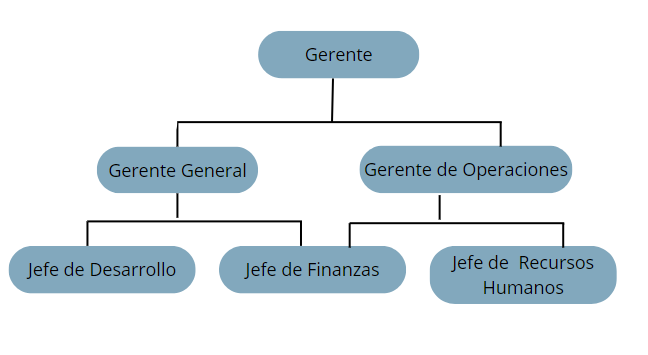 Gerente
Gerente General
Gerente de Operaciones
Jefe de Desarrollo
Jefe de Finanzas
Jefe de  Recursos
Humanos